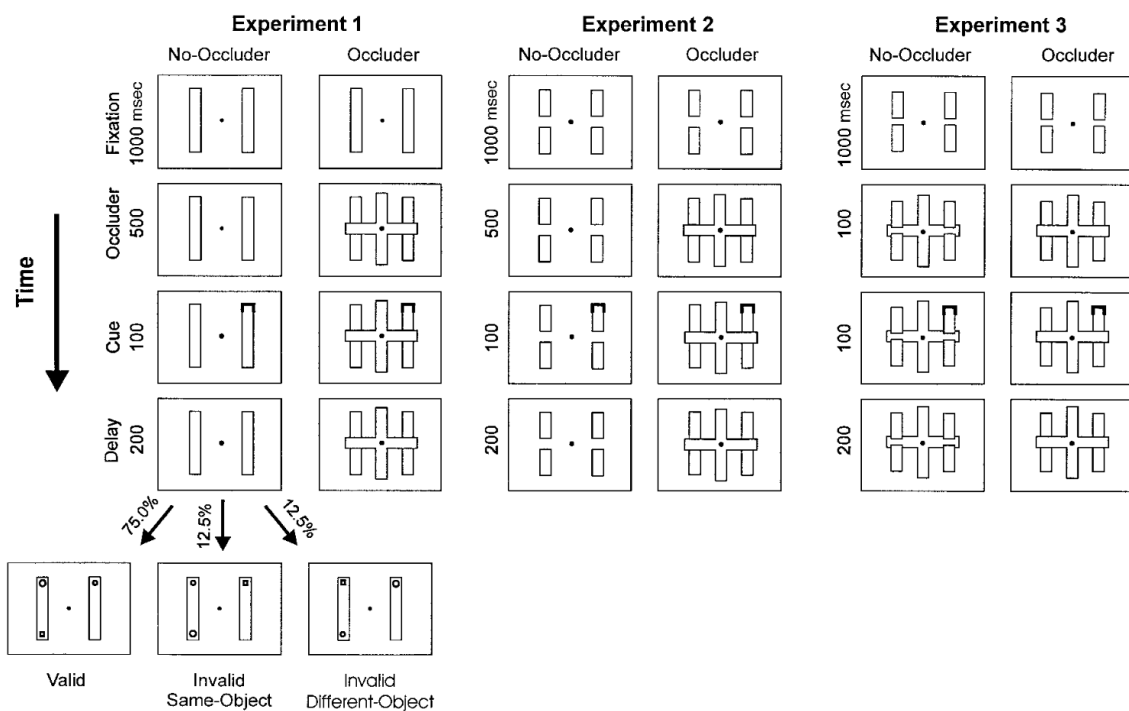 Experiment 1
Experiment 2
Experiment 3
No-Occluder
Occluder
No-Occluder
Occluder
No-Occluder
Occluder
Fixation
1000 msec
1000 msec
1000 msec
Occluder
500
500
100
Time
Cue
100
100
100
Delay
200
200
200
75.0%
12.5%
12.5%
Valid
Invalid
Same-Object
Invalid
Different-Object